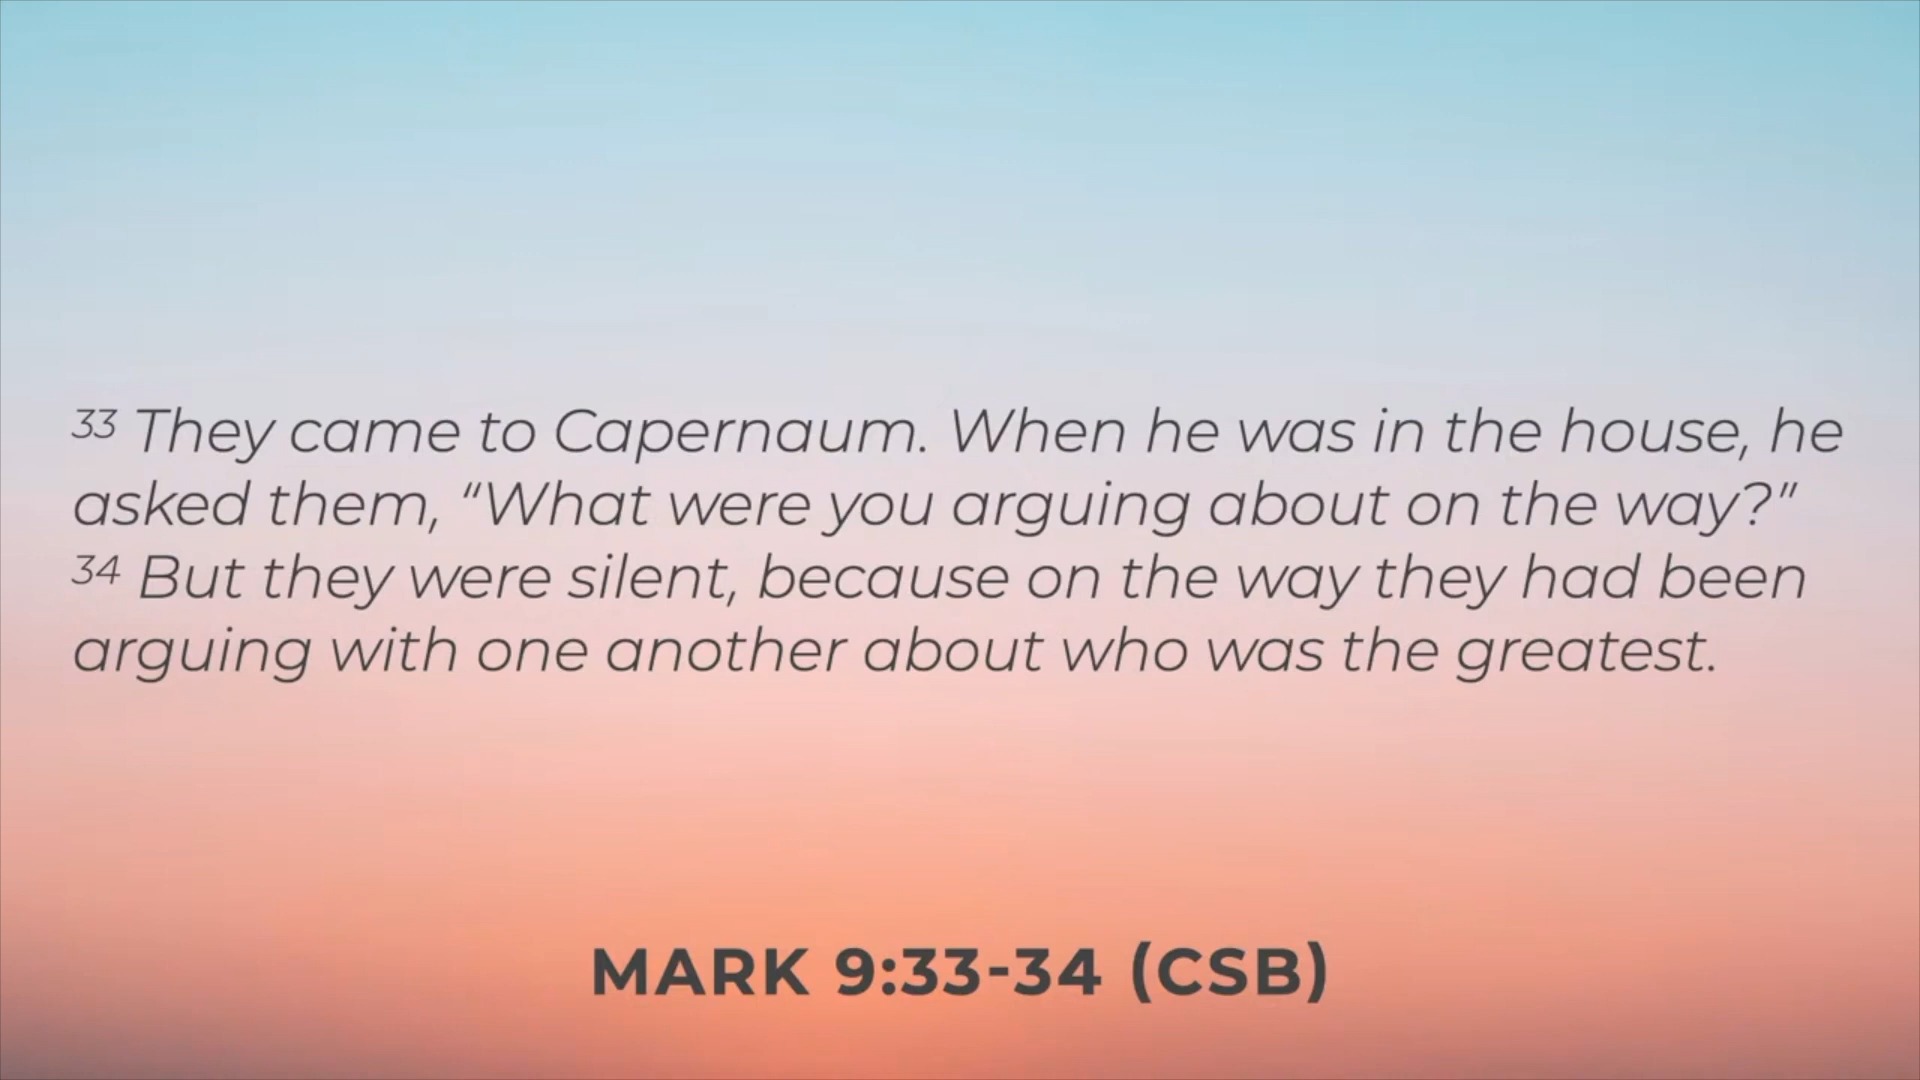 33 They came to Capernaum. When he was in the house, he
asked them, “What were you arguing about on the way?”
34 But they were silent, because on the way they had been
arguing with one another about who was the greatest.
MARK 9:33-34 (CSB)